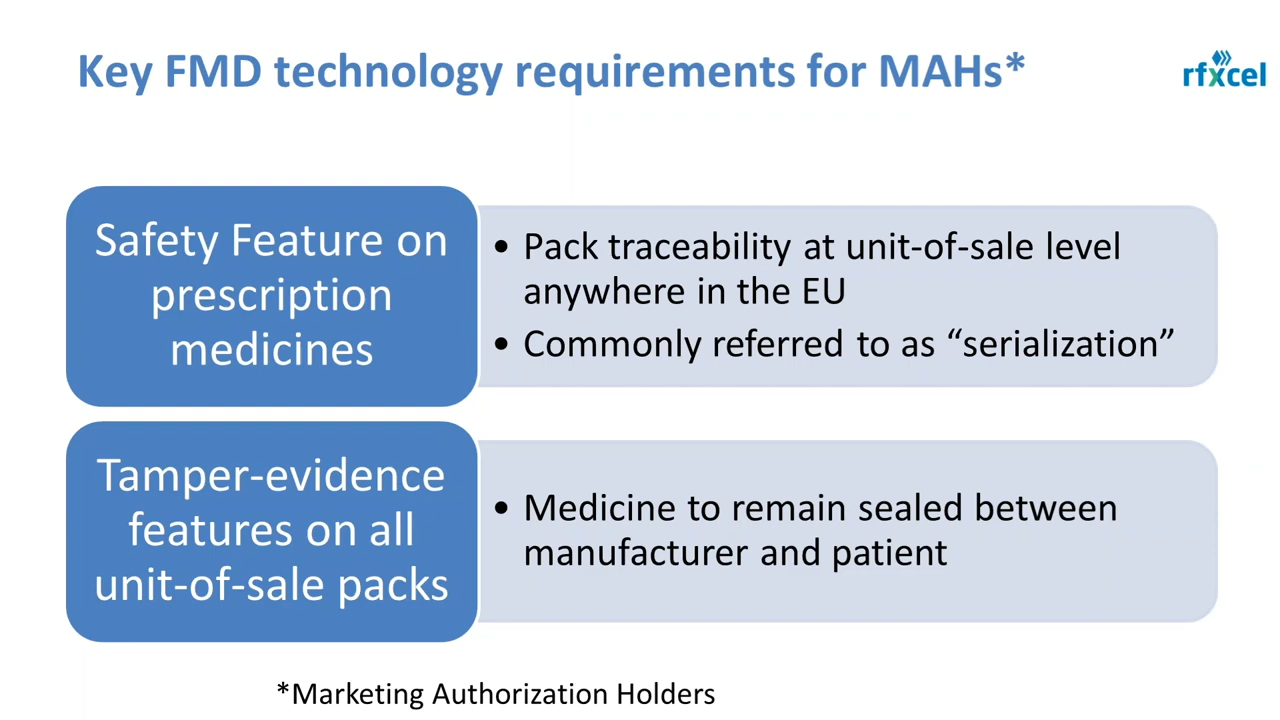 Key FMD technology requirements for MAHs*
rfxcel
Safety Feature on
prescription
medicines
• Pack traceability at unit-of-sale level
anywhere in the EU
• Commonly referred to as “serialization”
Tamper-evidence
features on all
unit-of-sale packs
• Medicine to remain sealed between
manufacturer and patient
*Marketing Authorization Holders